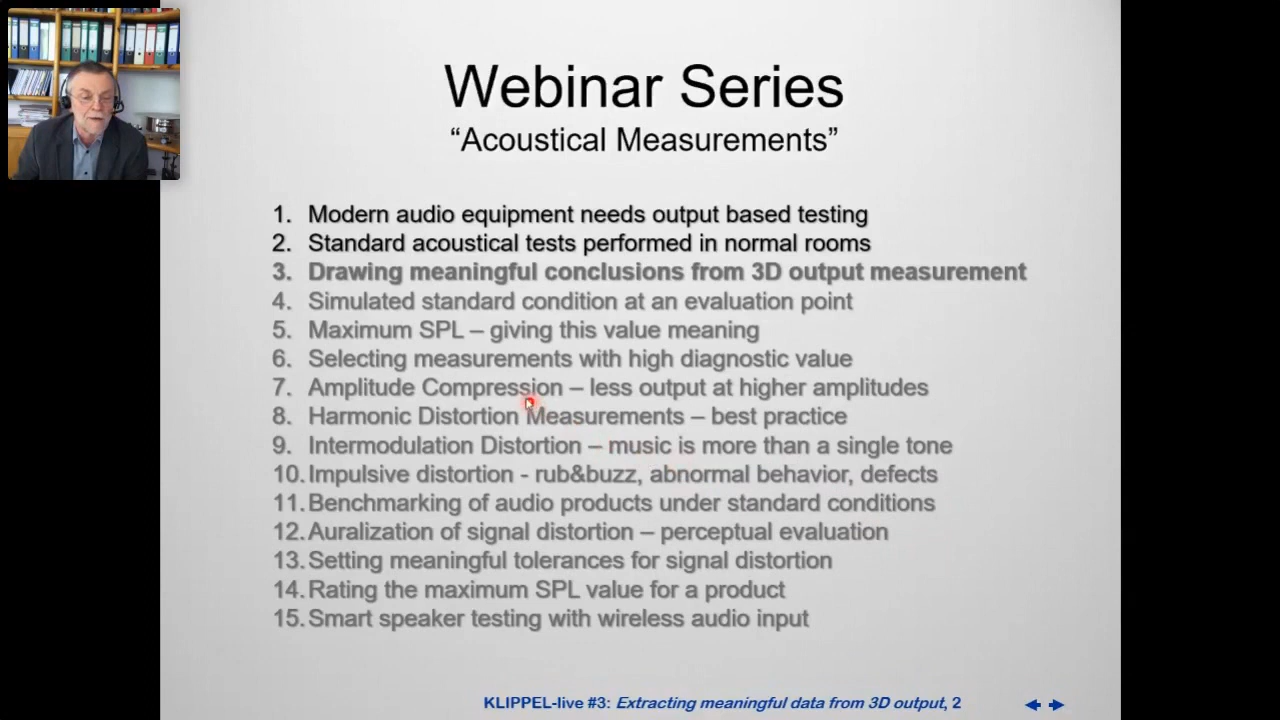 Webinar Series
“Acoustical Measurements”
1. Modern audio equipment needs output based testing
2. Standard acoustical tests performed in normal rooms
3. Drawing meaningful conclusions from 3D output measurement
4. Simulated standard condition at an evaluation point
5. Maximum SPL – giving this value meaning
6. Selecting measurements with high diagnostic value
7. Amplitude Compression – less output at higher amplitudes
8. Harmonic Distortion Measurements – best practice
9. Intermodulation Distortion – music is more than a single tone
10. Impulsive distortion - rub&buzz, abnormal behavior, defects
11. Benchmarking of audio products under standard conditions
12. Auralization of signal distortion – perceptual evaluation
13. Setting meaningful tolerances for signal distortion
14. Rating the maximum SPL value for a product
15. Smart speaker testing with wireless audio input
KLIPPEL-live #3: Extracting meaningful data from 3D output, 2